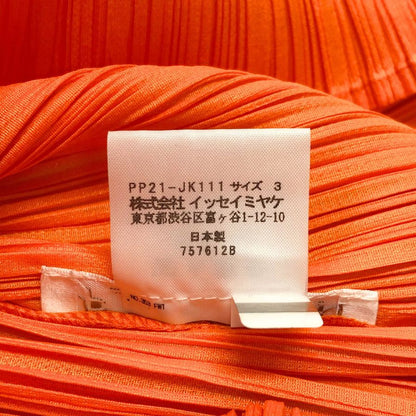 PP21-JK111 サイズ 3
株式会社 イッセイミヤケ
東京都渋谷区富ヶ谷1-12-10
日本製
757612B